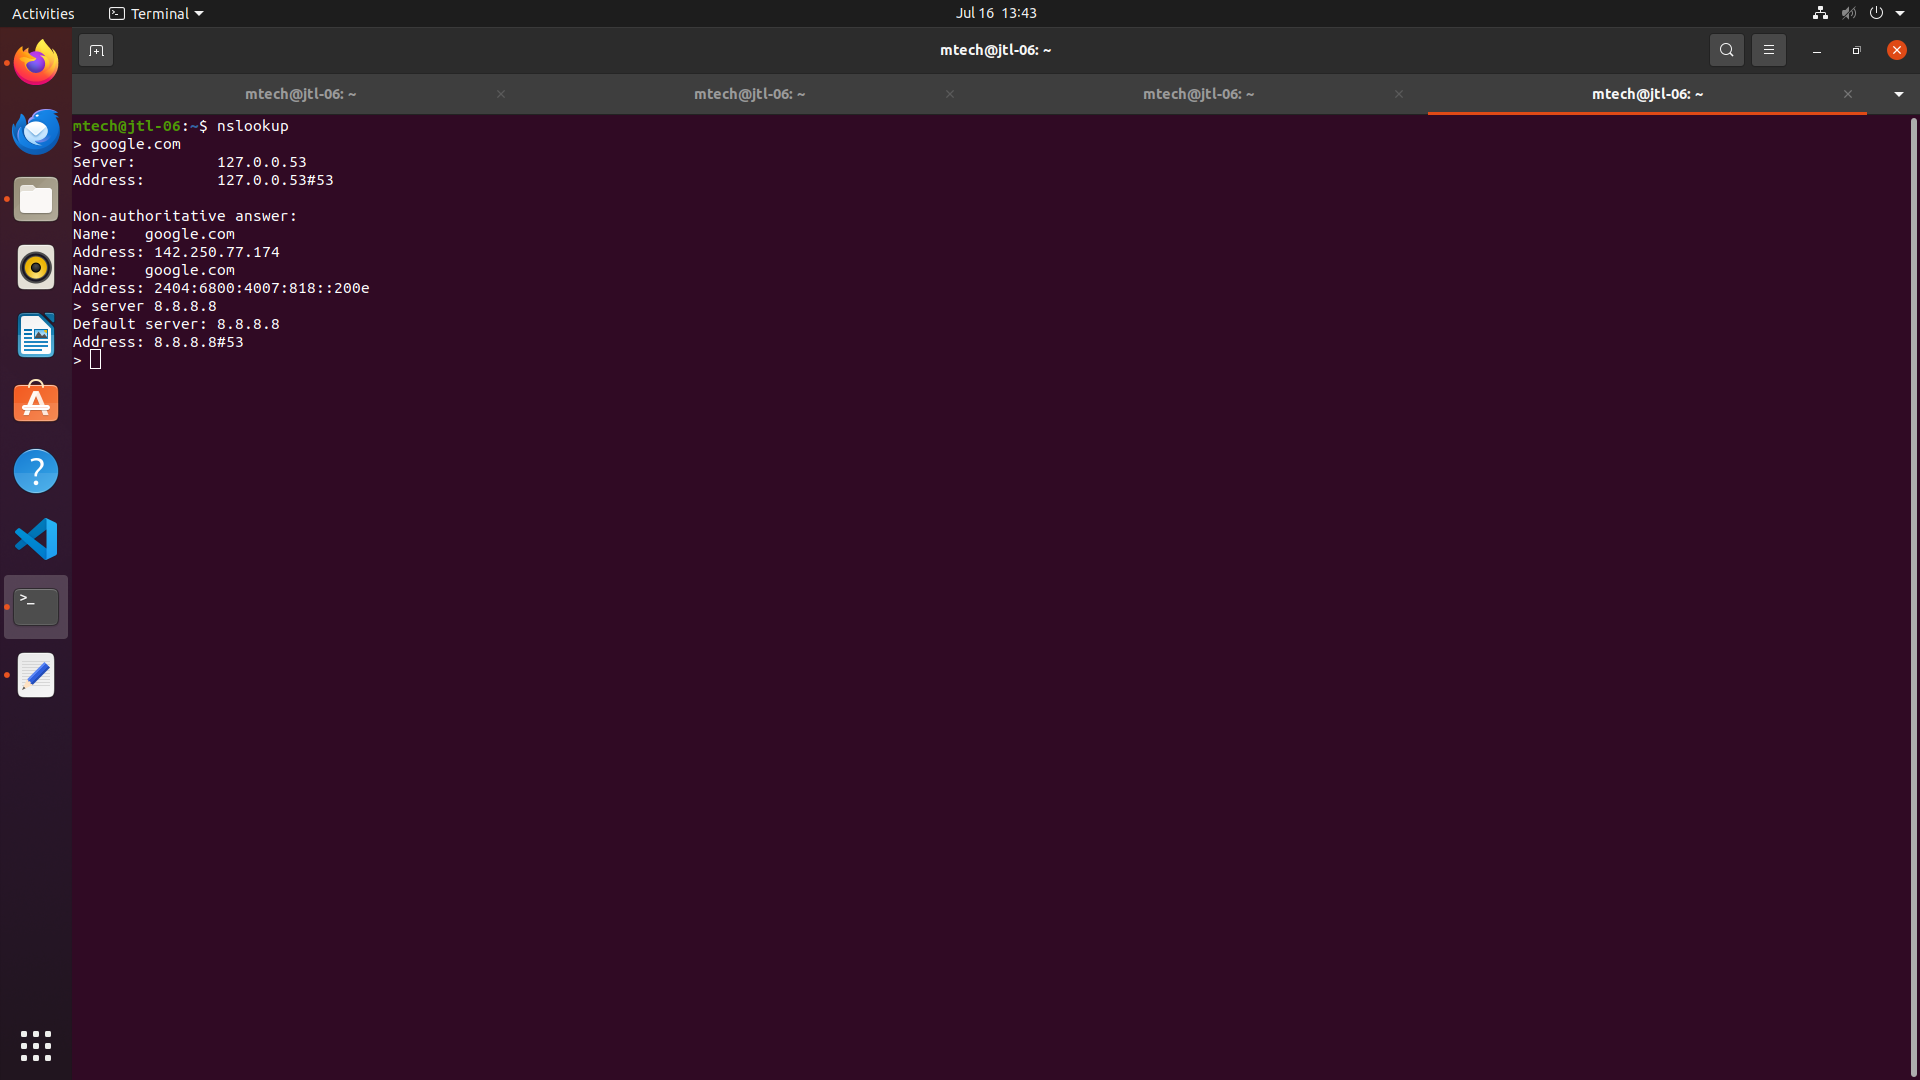 Activities
Terminal
Jul 16 13:43
mtech@jtl-06: ~
mtech@jtl-06: ~
mtech@jtl-06: ~
mtech@jtl-06: ~
mtech@jtl-06: ~
mtech@jtl-06:~$ nslookup
> google.com
Server:         127.0.0.53
Address:        127.0.0.53#53
Non-authoritative answer:
Name:   google.com
Address: 142.250.77.174
Name:   google.com
Address: 2404:6800:4007:818::200e
> server 8.8.8.8
Default server: 8.8.8.8
Address: 8.8.8.8#53
>